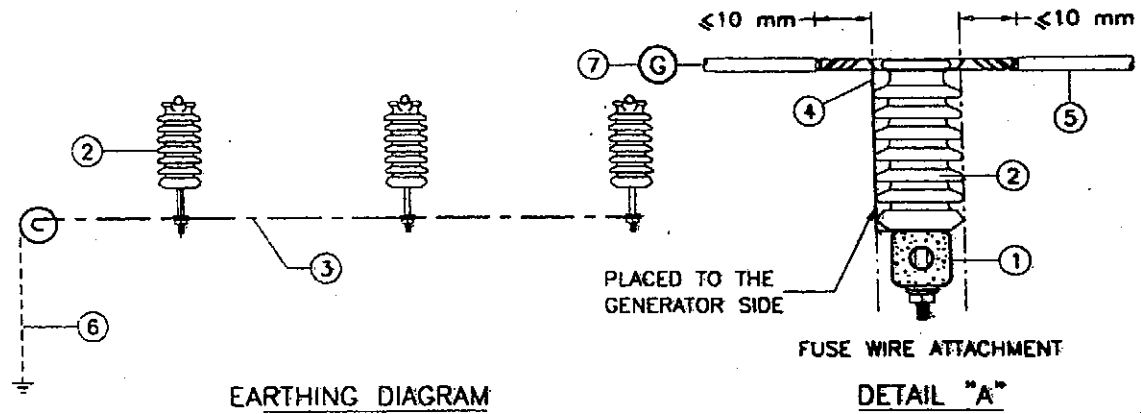 ≤10 mm
≤10 mm
7
G
4
5
2
2
3
1
PLACED TO THE
GENERATOR SIDE
6
FUSE WIRE ATTACHMENT
EARTHING DIAGRAM
DETAIL "A"